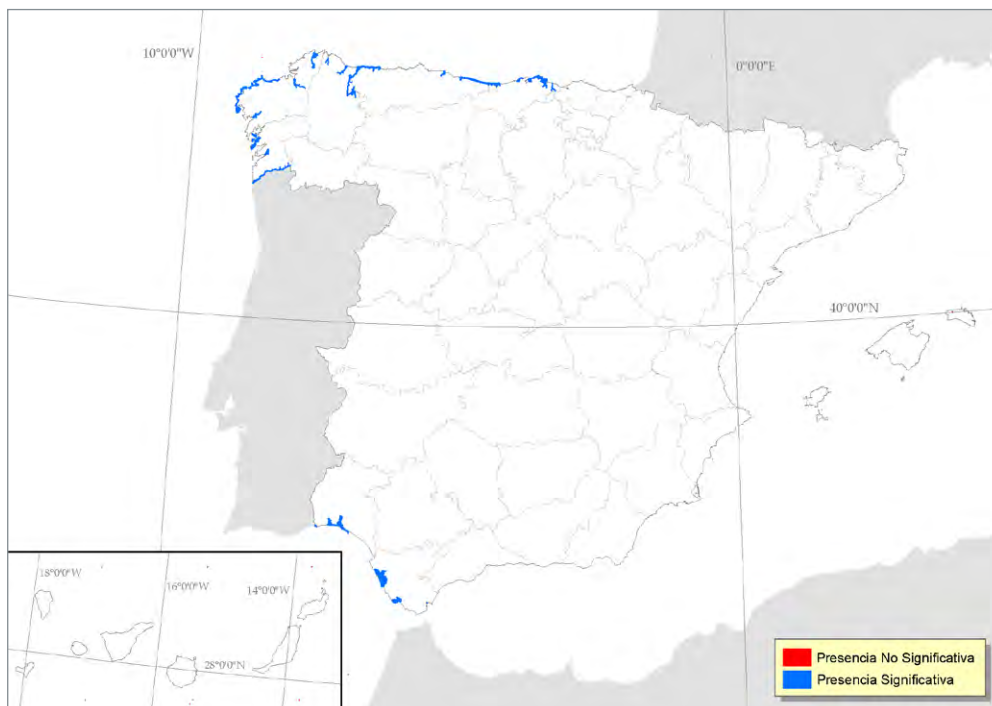 10°0'0"W
0°0'0"E
40°0'0"N
18°0'0"W
16°0'0"W
14°0'0"W
28°0'0"N
Presencia No Significativa
Presencia Significativa